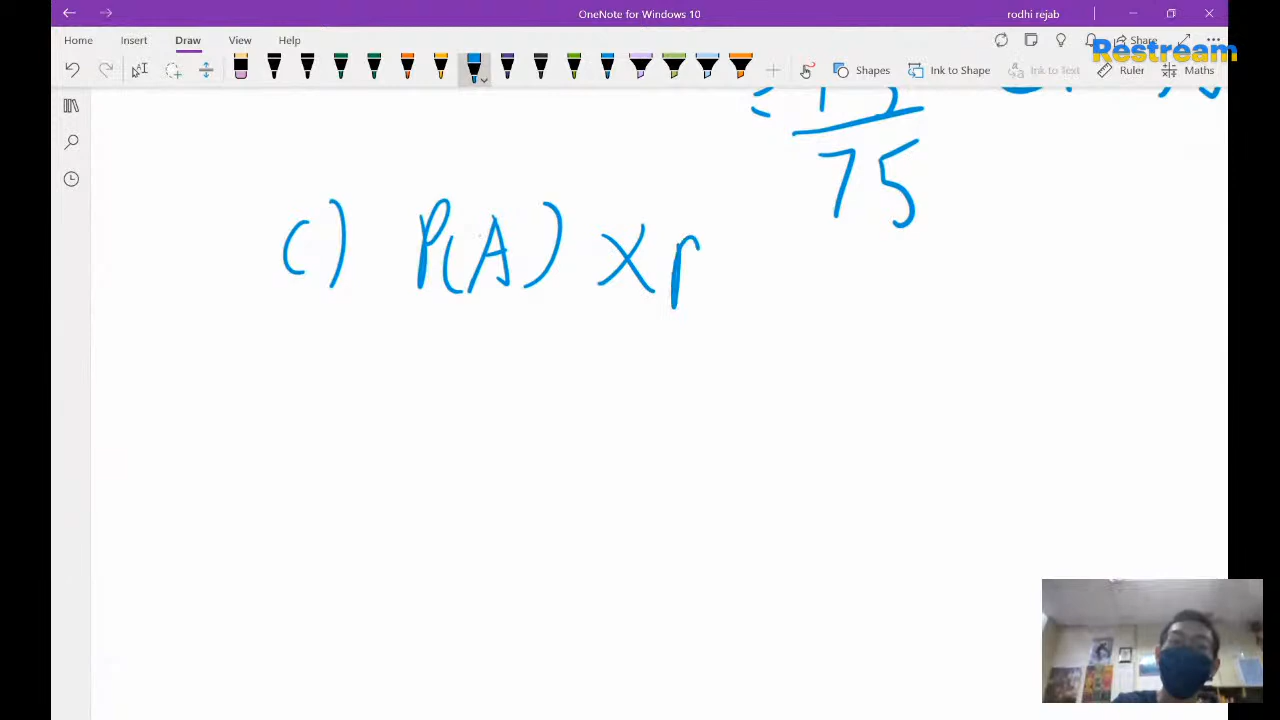 OneNote for Windows 10
rodhi rejab
Home Insert Draw View Help
Share
Restream
Shapes Ink to Shape Ink to Text Ruler Maths
=
75
c) P(A) X P